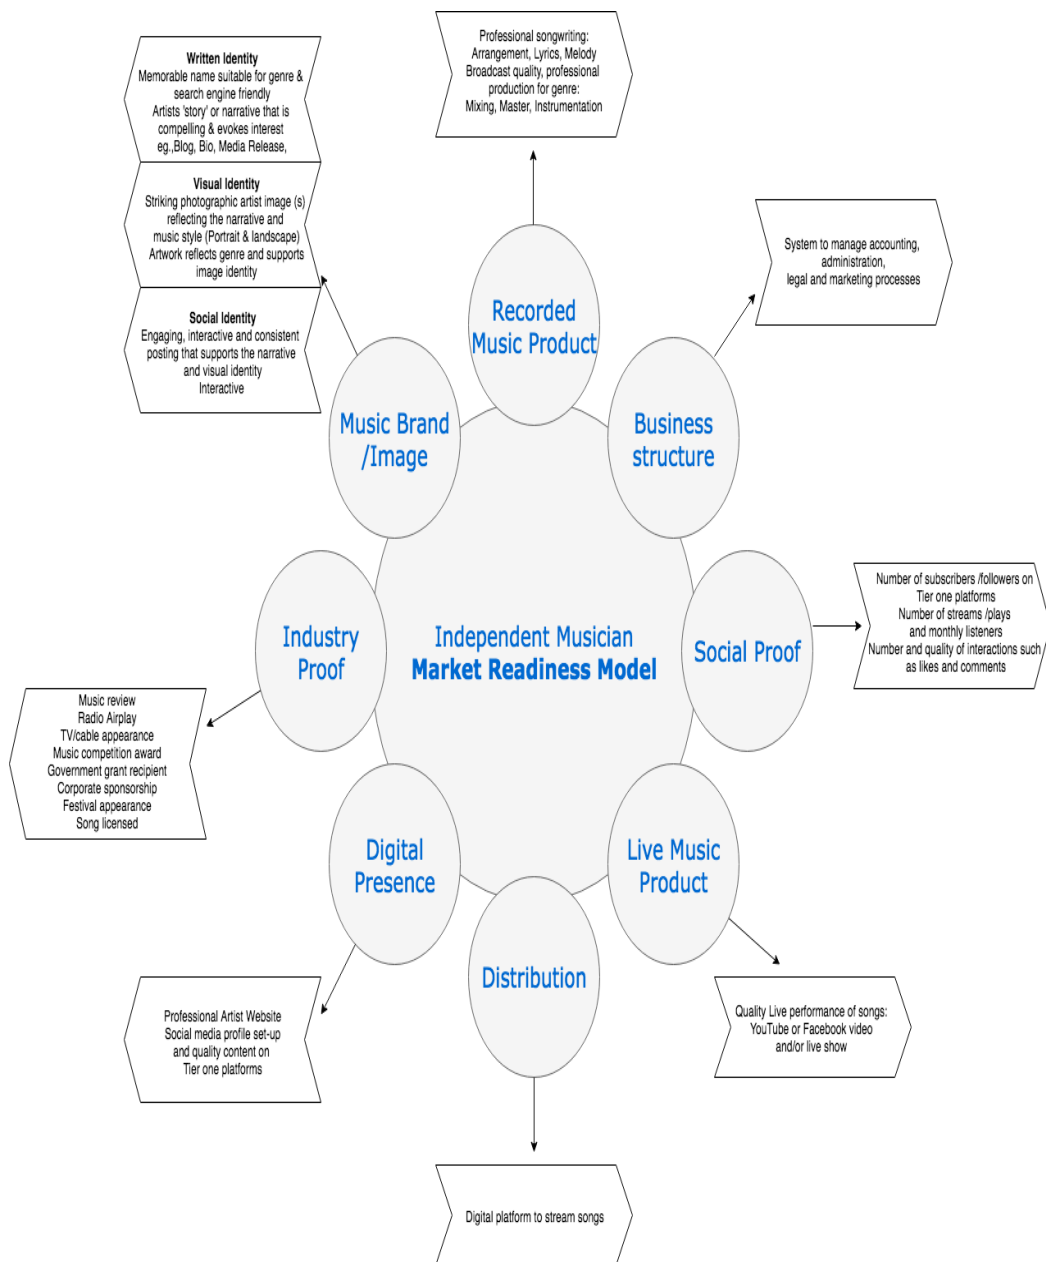 Professional songwriting:
Arrangement, Lyrics, Melody
Broadcast quality, professional
production for genre:
Mixing, Master, Instrumentation
Written Identity
Memorable name suitable for genre &
search engine friendly
Artists 'story' or narrative that is
compelling & evokes interest
eg.,Blog, Bio, Media Release,
Visual Identity
Striking photographic artist image (s)
reflecting the narrative and
music style (Portrait & landscape)
Artwork reflects genre and supports
image identity
Social Identity
Engaging, interactive and consistent
posting that supports the narrative
and visual identity
Interactive
System to manage accounting,
administration,
legal and marketing processes
Recorded
Music Product
Music Brand
/Image
Business
structure
Industry
Proof
Independent Musician
Market Readiness Model
Social Proof
Number of subscribers /followers on
Tier one platforms
Number of streams /plays
and monthly listeners
Number and quality of interactions such /
as likes and comments
Music review
Radio Airplay
TV/cable appearance
Music competition award
Government grant recipient
Corporate sponsorship
Festival appearance
Song licensed
Digital
Presence
Live Music
Product
Distribution
Professional Artist Website
Social media profile set-up
and quality content on
Tier one platforms
Quality Live performance of songs:
YouTube or Facebook video
and/or live show
Digital platform to stream songs